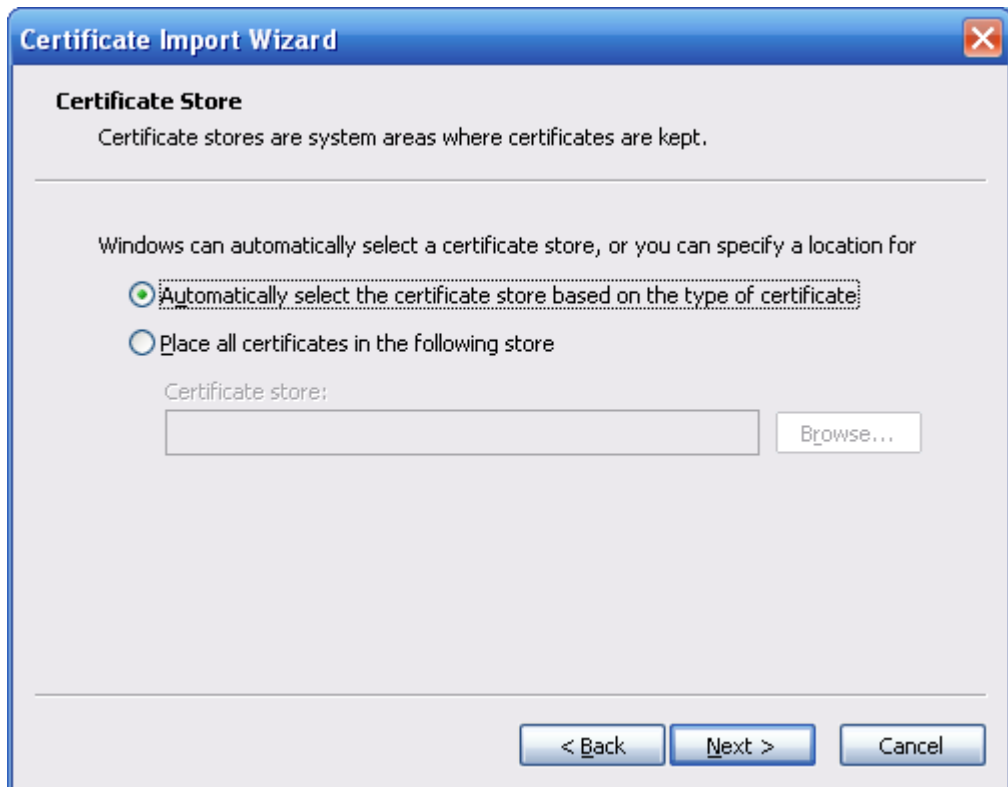 Certificate Import Wizard
Certificate Store
Certificate stores are system areas where certificates are kept.
Windows can automatically select a certificate store, or you can specify a location for
Automatically select the certificate store based on the type of certificate
Place all certificates in the following store
Certificate store:
Browse...
< Back Next > Cancel